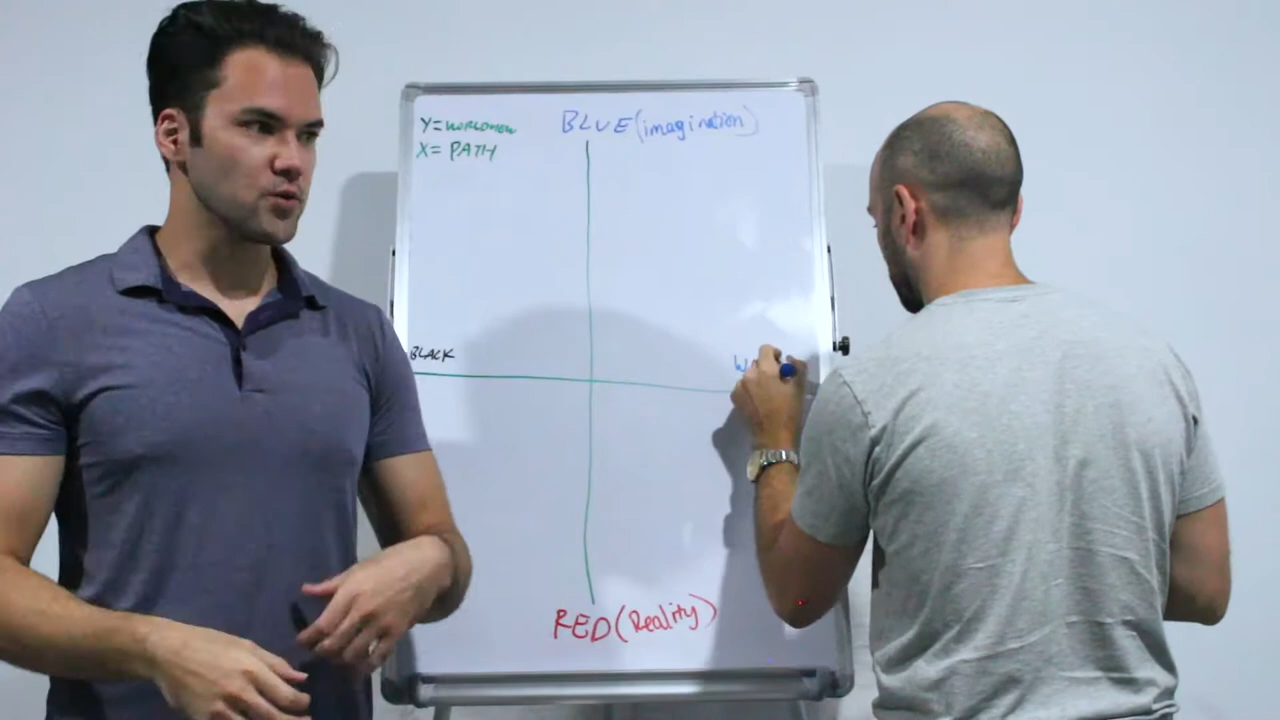 Y= WORLDVIEW
X= PATH
BLUE (imagination)
BLACK
RED (Reality)